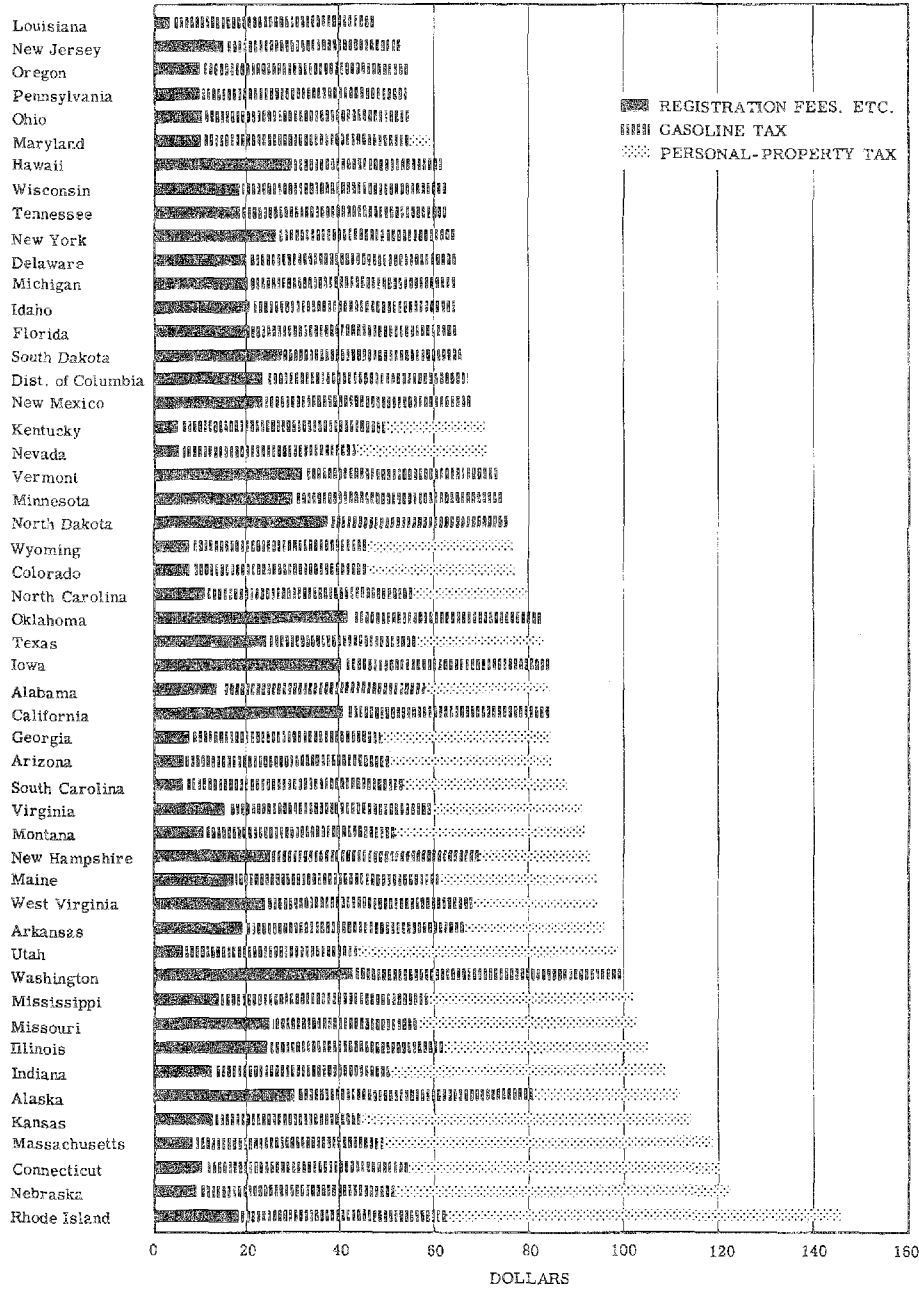 Louisiana
New Jersey
Oregon
Pennsylvania
Ohio
Maryland
Hawaii
Wisconsin
Tennessee
New York
Delaware
Michigan
Idaho
Florida
South Dakota
Dist. of Columbia
New Mexico
Kentucky
Nevada
Vermont
Minnesota
North Dakota
Wyoming
Colorado
North Carolina
Oklahoma
Texas
Iowa
Alabama
California
Georgia
Arizona
South Carolina
Virginia
Montana
New Hampshire
Maine
West Virginia
Arkansas
Utah
Washington
Mississippi
Missouri
Illinois
Indiana
Alaska
Kansas
Massachusetts
Connecticut
Nebraska
Rhode Island
REGISTRATION FEES, ETC.
GASOLINE TAX
PERSONAL-PROPERTY TAX
0 20 40 60 80 100 120 140 160
DOLLARS